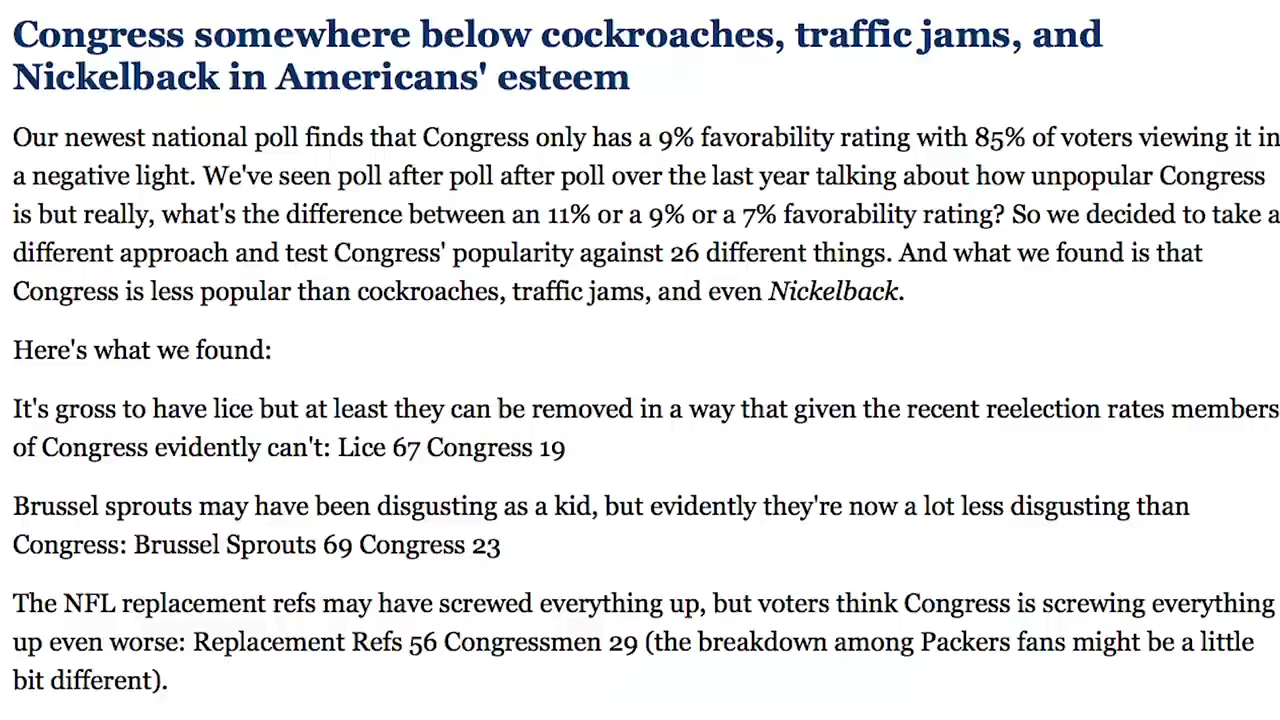 Congress somewhere below cockroaches, traffic jams, and
Nickelback in Americans' esteem
Our newest national poll finds that Congress only has a 9% favorability rating with 85% of voters viewing it in
a negative light. We've seen poll after poll after poll over the last year talking about how unpopular Congress
is but really, what's the difference between an 11% or a 9% or a 7% favorability rating? So we decided to take a
different approach and test Congress' popularity against 26 different things. And what we found is that
Congress is less popular than cockroaches, traffic jams, and even Nickelback.
Here's what we found:
It's gross to have lice but at least they can be removed in a way that given the recent reelection rates members
of Congress evidently can't: Lice 67 Congress 19
Brussel sprouts may have been disgusting as a kid, but evidently they're now a lot less disgusting than
Congress: Brussel Sprouts 69 Congress 23
The NFL replacement refs may have screwed everything up, but voters think Congress is screwing everything
up even worse: Replacement Refs 56 Congressmen 29 (the breakdown among Packers fans might be a little
bit different).